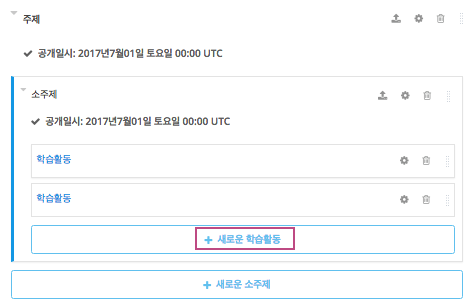 주제
공개일시: 2017년7월01일 토요일 00:00 UTC
소주제
공개일시: 2017년7월01일 토요일 00:00 UTC
학습활동
학습활동
+ 새로운 학습활동
+ 새로운 소주제